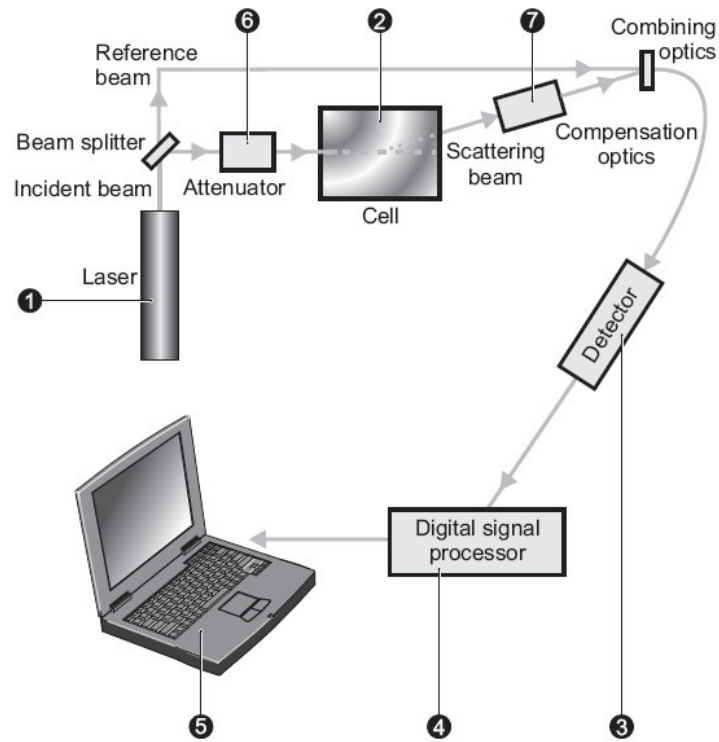 6
2
7
Combining
optics
Reference
beam
Beam splitter
Incident beam
Attenuator
Scattering
beam
Compensation
optics
Cell
Laser
1
Detector
Digital signal
processor
5
4
3